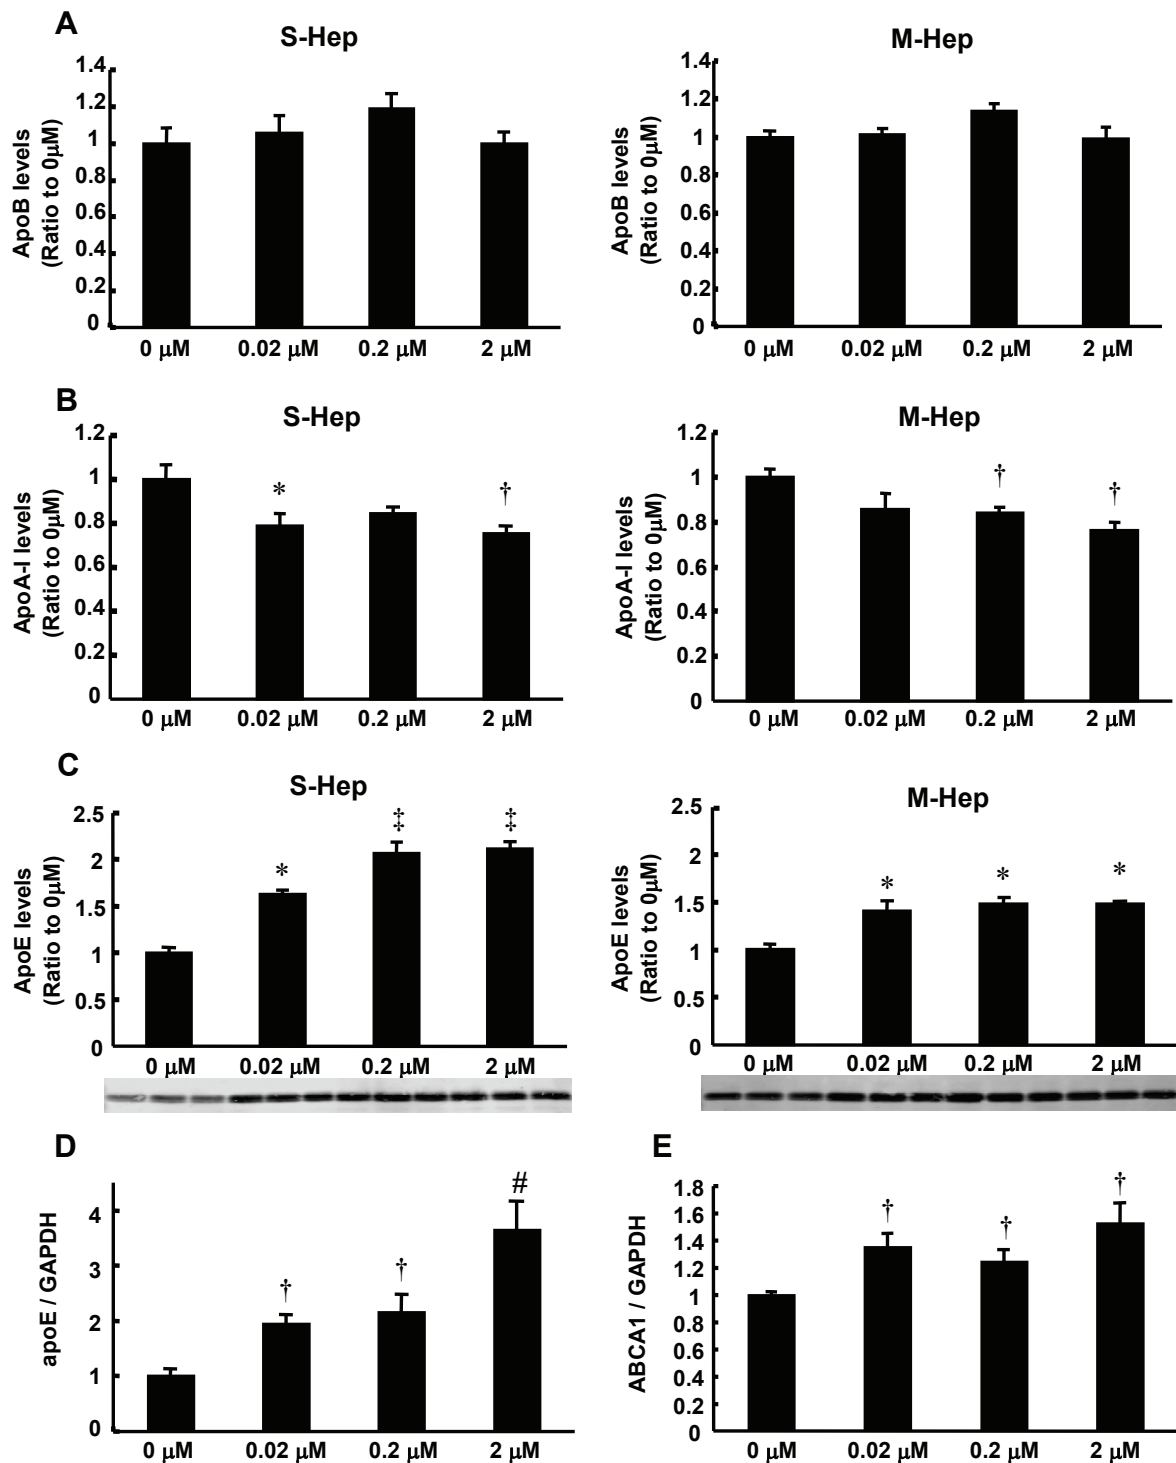 A
S-Hep
ApoB levels
(Ratio to 0µM)
1.4
1.2
1
0.8
0.6
0.4
0.2
0
0 µM 0.02 µM 0.2 µM 2 µM
M-Hep
ApoB levels
(Ratio to 0µM)
1.4
1.2
1
0.8
0.6
0.4
0.2
0
0 µM 0.02 µM 0.2 µM 2 µM
B
S-Hep
ApoA-I levels
(Ratio to 0µM)
1.2
1
0.8
0.6
0.4
0.2
0
* †
0 µM 0.02 µM 0.2 µM 2 µM
M-Hep
ApoA-I levels
(Ratio to 0µM)
1.2
1
0.8
0.6
0.4
0.2
0
† †
0 µM 0.02 µM 0.2 µM 2 µM
C
S-Hep
ApoE levels
(Ratio to 0µM)
2.5
2
1.5
1
0.5
0
* ‡ ‡
0 µM 0.02 µM 0.2 µM 2 µM
M-Hep
ApoE levels
(Ratio to 0µM)
2.5
2
1.5
1
0.5
0
* * *
0 µM 0.02 µM 0.2 µM 2 µM
D
apoE / GAPDH
4
3
2
1
0
† † #
0 µM 0.02 µM 0.2 µM 2 µM
E
ABCA1 / GAPDH
1.8
1.6
1.4
1.2
1
0.8
0.6
0.4
0.2
0
† † †
0 µM 0.02 µM 0.2 µM 2 µM